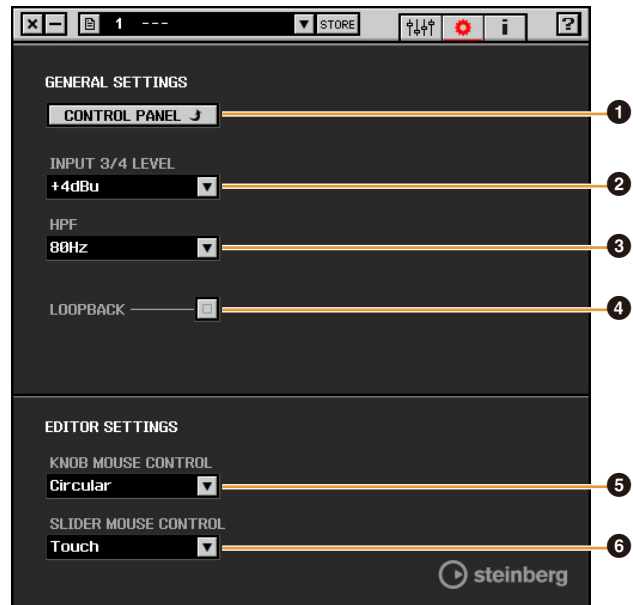 1 --- STORE i ?
GENERAL SETTINGS
CONTROL PANEL
1
INPUT 3/4 LEVEL
+4dBu
2
HPF
80Hz
3
LOOPBACK
4
EDITOR SETTINGS
KNOB MOUSE CONTROL
Circular
5
SLIDER MOUSE CONTROL
Touch
6
steinberg